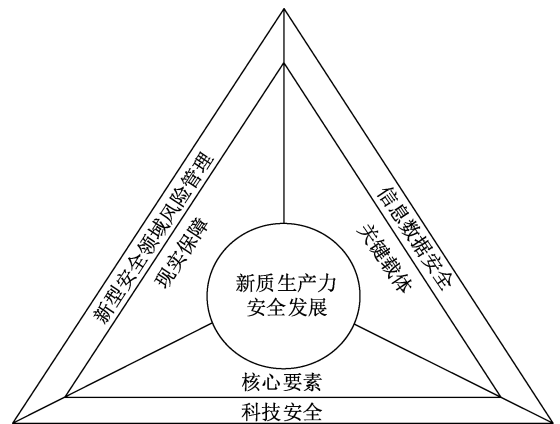 新型安全领域风险管理
现实保障
信息数据安全
关键载体
新质生产力
安全发展
核心要素
科技安全